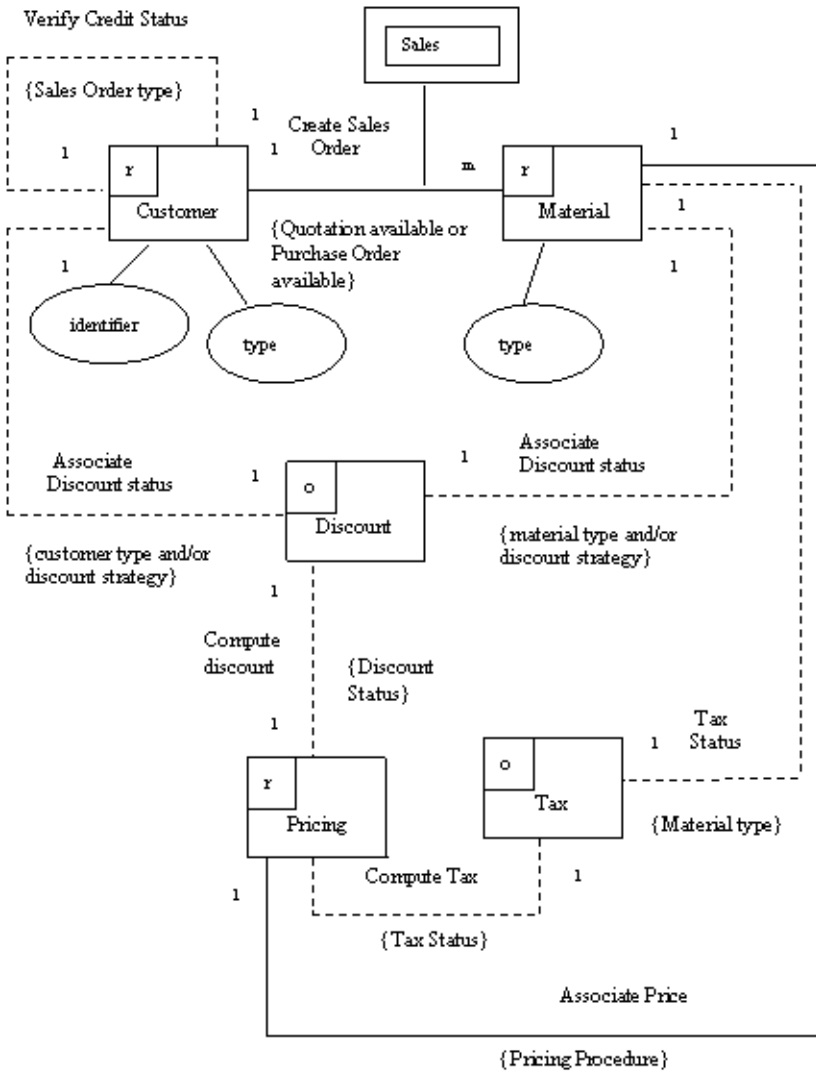 Verify Credit Status
Sales
{Sales Order type}
1
Create Sales
Order
1
1
1
m
r
r
Customer
Material
1
{Quotation available or
Purchase Order
available}
1
1
identifier
type
type
Associate
Discount status
1
1
Associate
Discount status
o
Discount
{customer type and/or
discount strategy}
{material type and/or
discount strategy}
1
Compute
discount
{Discount
Status}
1
Tax
Status
1
r
o
Pricing
Tax
{Material type}
1
Compute Tax
1
{Tax Status}
Associate Price
{Pricing Procedure}